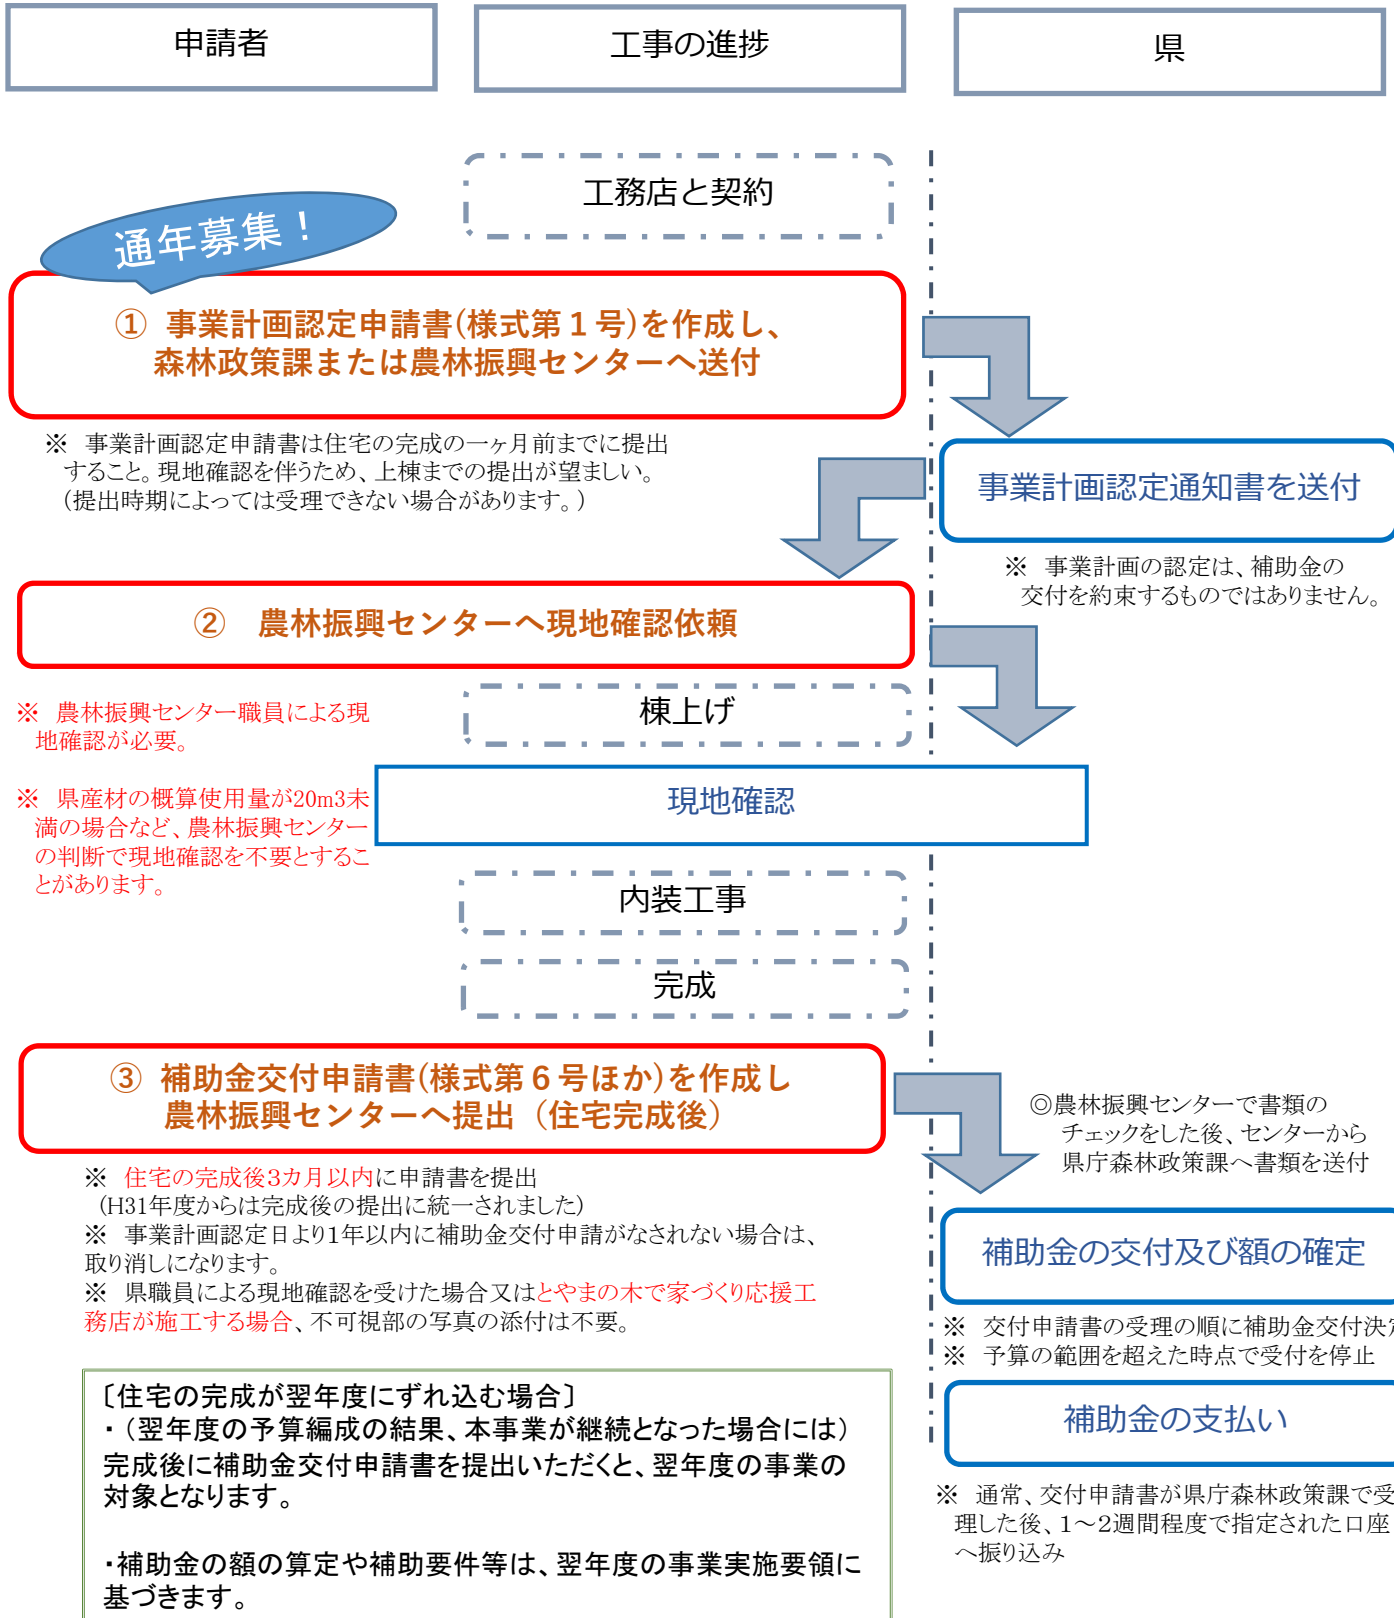 申請者
工事の進捗
県
工務店と契約
通年募集！
① 事業計画認定申請書(様式第１号)を作成し、
森林政策課または農林振興センターへ送付
※ 事業計画認定申請書は住宅の完成の一ヶ月前までに提出
すること。現地確認を伴うため、上棟までの提出が望ましい。
（提出時期によっては受理できない場合があります。）
事業計画認定通知書を送付
※ 事業計画の認定は、補助金の
交付を約束するものではありません。
② 農林振興センターへ現地確認依頼
※ 農林振興センター職員による現
地確認が必要。
※ 県産材の概算使用量が20m3未
満の場合など、農林振興センター
の判断で現地確認を不要とするこ
とがあります。
棟上げ
現地確認
内装工事
完成
③ 補助金交付申請書(様式第６号ほか)を作成し
農林振興センターへ提出（住宅完成後）
◎農林振興センターで書類の
チェックをした後、センターから
県庁森林政策課へ書類を送付
※ 住宅の完成後3カ月以内に申請書を提出
（H31年度からは完成後の提出に統一されました）
※ 事業計画認定日より1年以内に補助金交付申請がなされない場合は、
取り消しになります。
※ 県職員による現地確認を受けた場合又はとやまの木で家づくり応援工
務店が施工する場合、不可視部の写真の添付は不要。
補助金の交付及び額の確定
※ 交付申請書の受理の順に補助金交付決定
※ 予算の範囲を超えた時点で受付を停止
補助金の支払い
※ 通常、交付申請書が県庁森林政策課で受
理した後、１～２週間程度で指定された口座
へ振り込み
〔住宅の完成が翌年度にずれ込む場合〕
・（翌年度の予算編成の結果、本事業が継続となった場合には）
完成後に補助金交付申請書を提出いただくと、翌年度の事業の
対象となります。
・補助金の額の算定や補助要件等は、翌年度の事業実施要領に
基づきます。